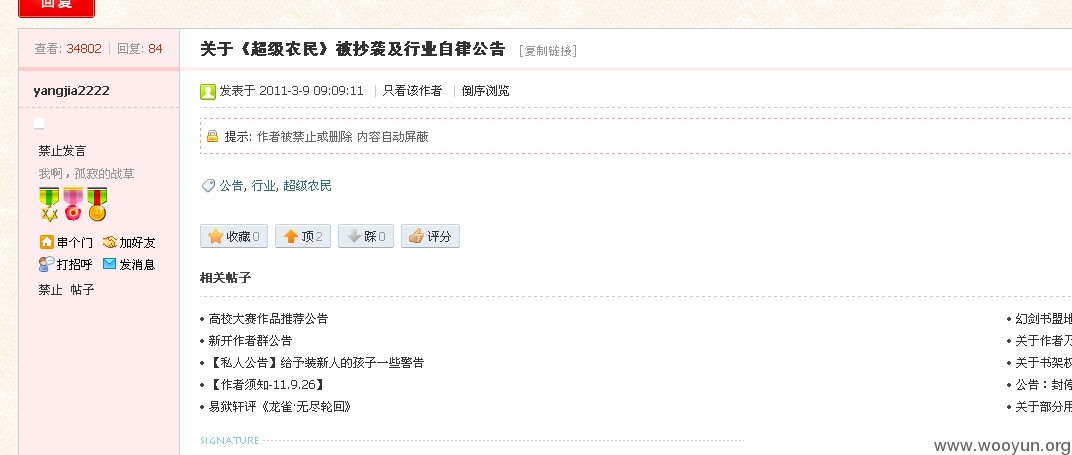 回复
查看: 34802 | 回复: 84
关于《超级农民》被抄袭及行业自律公告 [复制链接]
yangjia2222
发表于 2011-3-9 09:09:11 | 只看该作者 | 倒序浏览
提示: 作者被禁止或删除 内容自动屏蔽
禁止发言
我啊，孤寂的战草
公告, 行业, 超级农民
串个门 加好友
收藏0 顶2 踩0 评分
打招呼 发消息
相关帖子
禁止 帖子
• 高校大赛作品推荐公告
• 幻剑书盟
• 新开作者群公告
• 关于作者
• 【私人公告】给予装新人的孩子一些警告
• 关于书架权
• 【作者须知-11.9.26】
• 公告：封停
• 易狱轩评《龙雀·无尽轮回》
• 关于部分用
SIGNATURE
www.wooyun.org